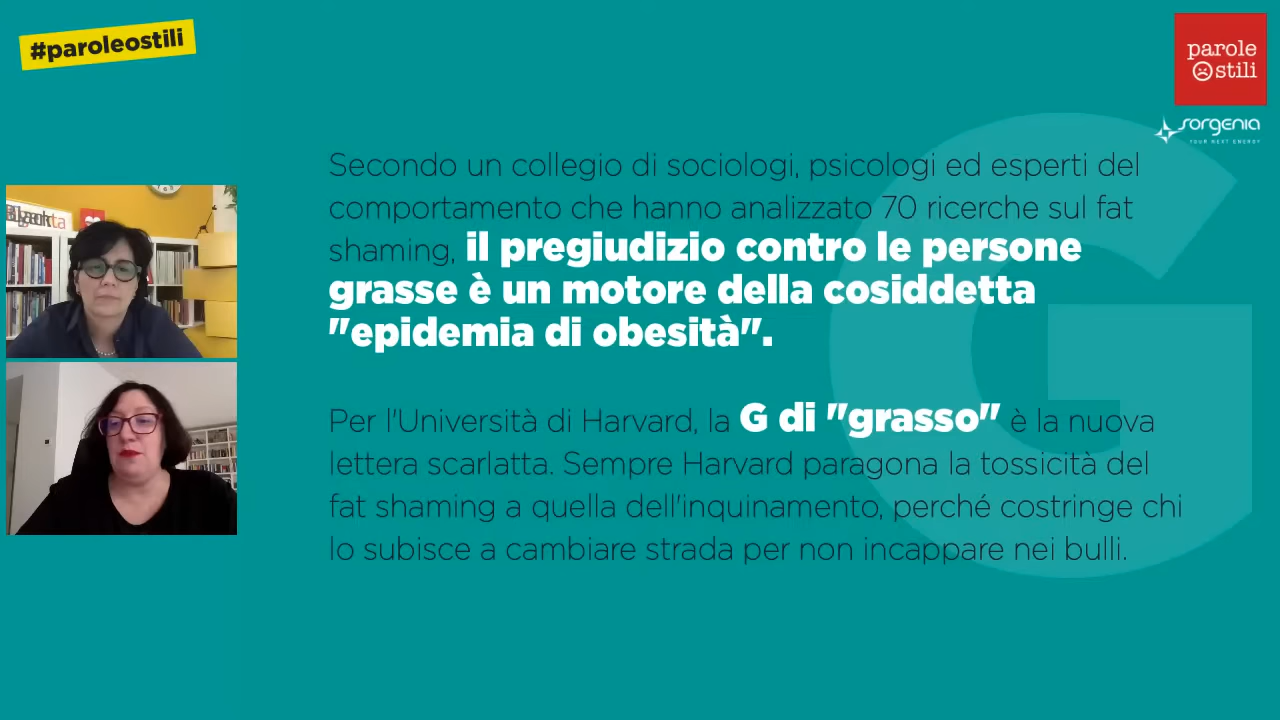 #paroleostili
parole
ostili
sorgenia
YOUR NEXT ENERGY
Secondo un collegio di sociologi, psicologi ed esperti del
comportamento che hanno analizzato 70 ricerche sul fat
shaming, il pregiudizio contro le persone
grasse è un motore della cosiddetta
"epidemia di obesità".
Per l'Università di Harvard, la G di "grasso" è la nuova
lettera scarlatta. Sempre Harvard paragona la tossicità del
fat shaming a quella dell'inquinamento, perché costringe chi
lo subisce a cambiare strada per non incappare nei bulli.
G